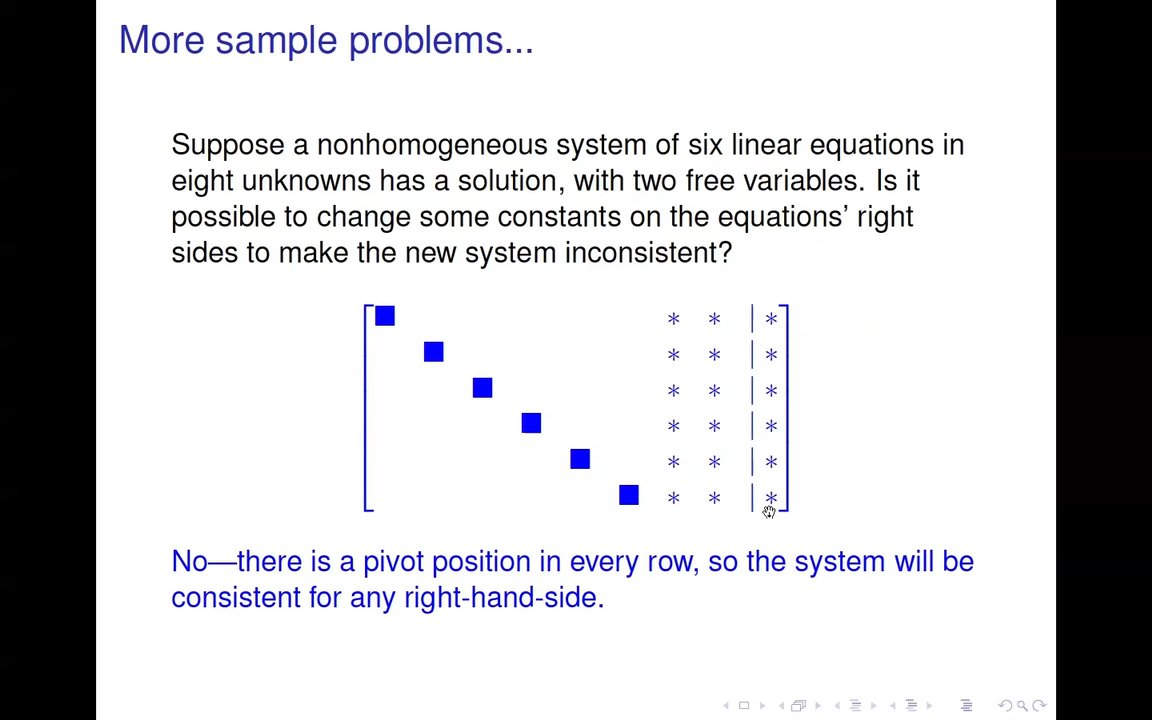 More sample problems...
Suppose a nonhomogeneous system of six linear equations in
eight unknowns has a solution, with two free variables. Is it
possible to change some constants on the equations’ right
sides to make the new system inconsistent?
∗ ∗ | ∗
∗ ∗ | ∗
∗ ∗ | ∗
∗ ∗ | ∗
∗ ∗ | ∗
∗ ∗ | ∗
No—there is a pivot position in every row, so the system will be
consistent for any right-hand-side.